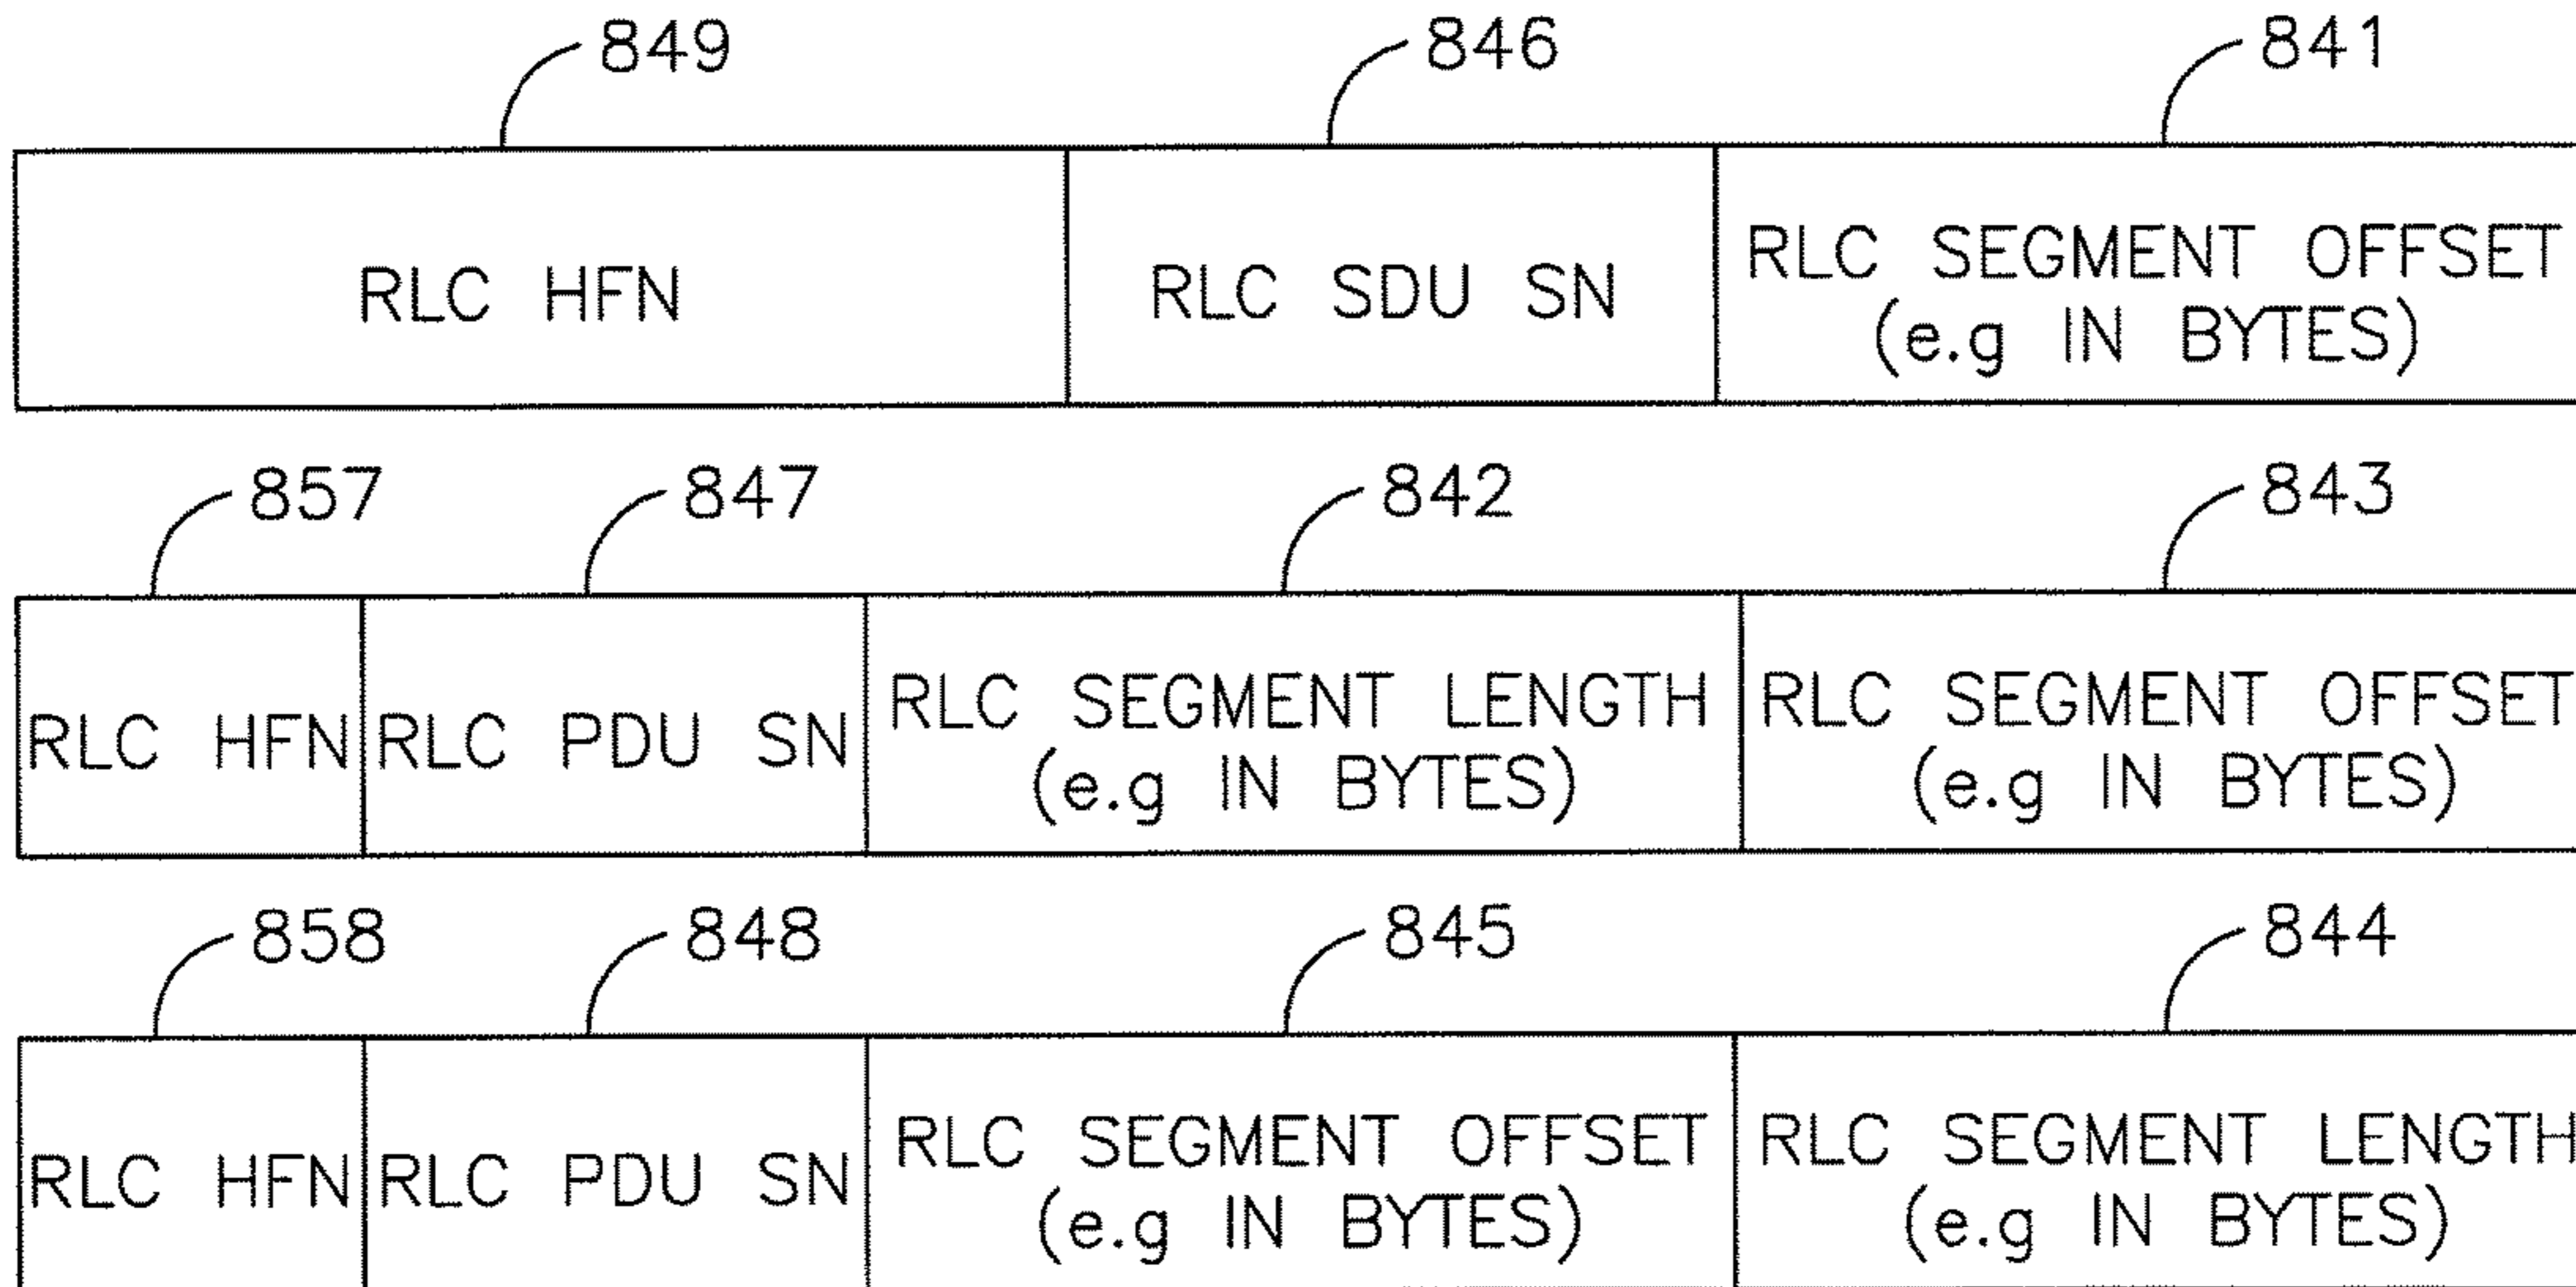 849 846 841
RLC HFN RLC SDU SN RLC SEGMENT OFFSET
(e.g IN BYTES)
857 847 842 843
RLC HFN RLC PDU SN RLC SEGMENT LENGTH RLC SEGMENT OFFSET
(e.g IN BYTES) (e.g IN BYTES)
858 848 845 844
RLC HFN RLC PDU SN RLC SEGMENT OFFSET RLC SEGMENT LENGTH
(e.g IN BYTES) (e.g IN BYTES)